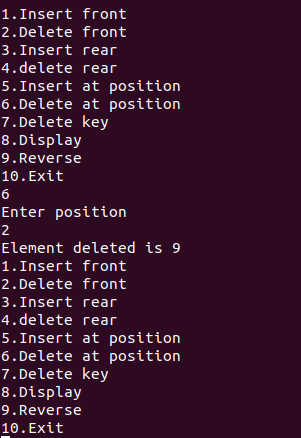 1.Insert front
2.Delete front
3.Insert rear
4.delete rear
5.Insert at position
6.Delete at position
7.Delete key
8.Display
9.Reverse
10.Exit
6
Enter position
2
Element deleted is 9
1.Insert front
2.Delete front
3.Insert rear
4.delete rear
5.Insert at position
6.Delete at position
7.Delete key
8.Display
9.Reverse
10.Exit